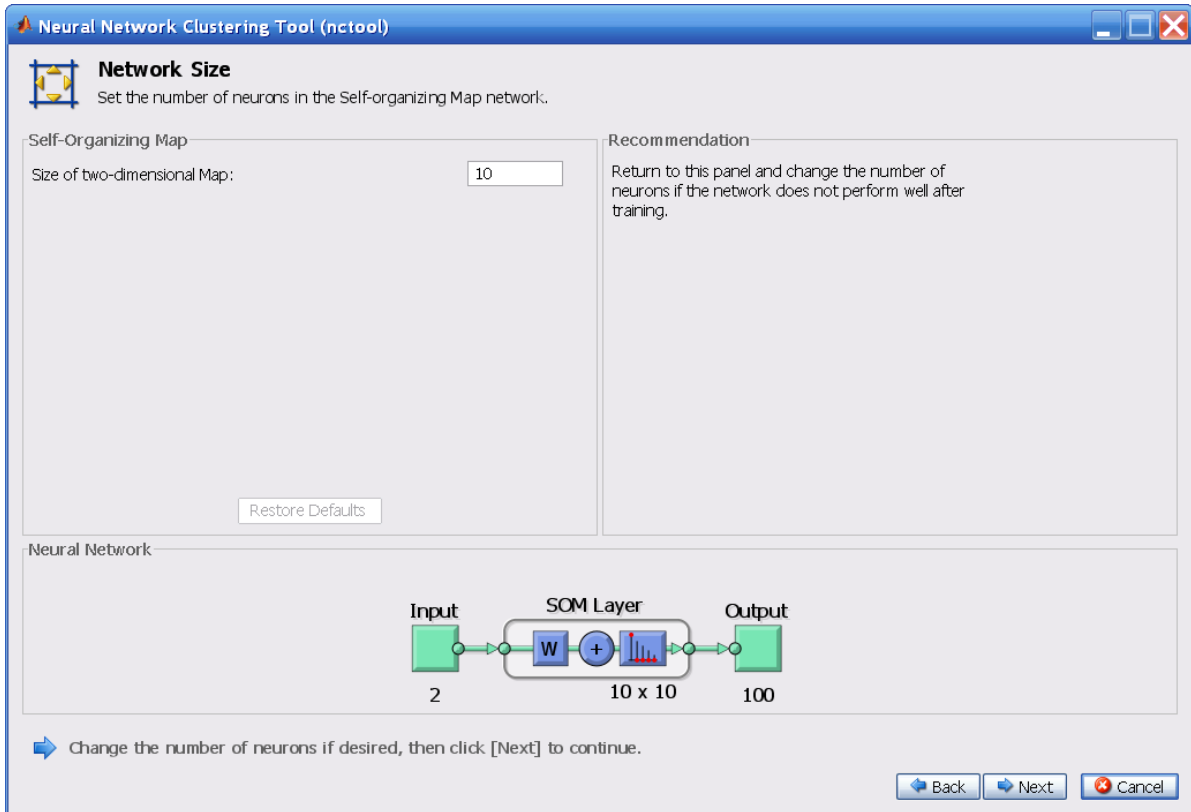 Neural Network Clustering Tool (nctool)
Network Size
Set the number of neurons in the Self-organizing Map network.
Self-Organizing Map
Size of two-dimensional Map:
10
Restore Defaults
Recommendation
Return to this panel and change the number of
neurons if the network does not perform well after
training.
Neural Network
Input
SOM Layer
Output
W
+
2
10 x 10
100
Change the number of neurons if desired, then click [Next] to continue.
Back
Next
Cancel